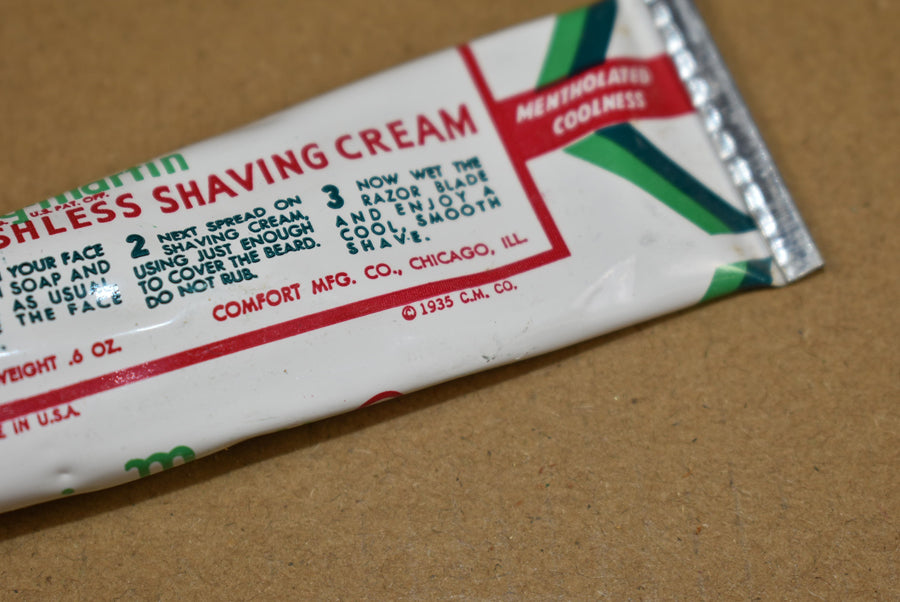 martin
U.S. PAT. OFF.
SHLESS SHAVING CREAM
YOUR FACE
SOAP AND
AS USUAL
THE FACE
2 NEXT SPREAD ON
SHAVING CREAM,
USING JUST ENOUGH
TO COVER THE BEARD.
DO NOT RUB.
3 NOW WET THE
RAZOR BLADE
AND ENJOY A
COOL, SMOOTH
SHAVE.
COMFORT MFG. CO., CHICAGO, ILL.
WEIGHT .6 OZ.
© 1935 C.M. CO.
E IN U.S.A.
m
MENTHOLATED
COOLNESS